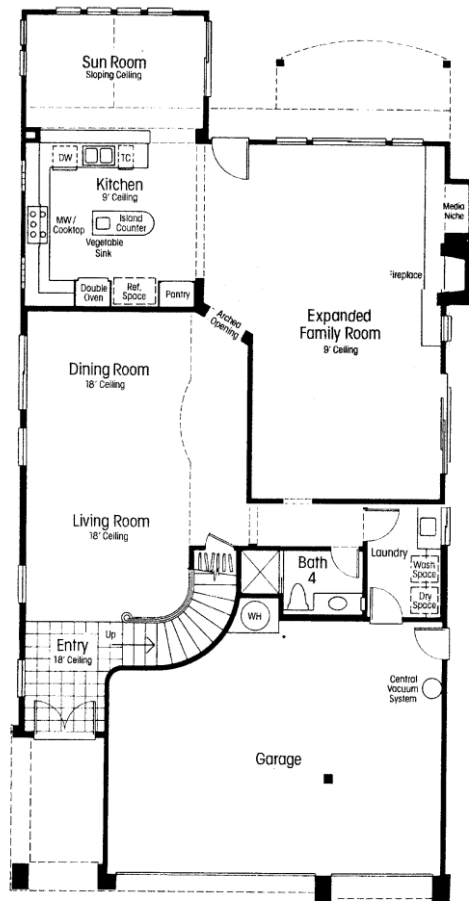 Sun Room
Sloping Ceiling
DW
TC
Kitchen
9' Ceiling
MW/
Cooktop
Island
Counter
Vegetable
Sink
Media
Niche
Fireplace
Double
Oven
Ref.
Space
Pantry
Arched
Opening
Expanded
Family Room
9' Ceiling
Dining Room
18' Ceiling
Living Room
18' Ceiling
Bath
4
Laundry
Wash
Space
Dry
Space
WH
Entry
18' Ceiling
Up
Central
Vacuum
System
Garage